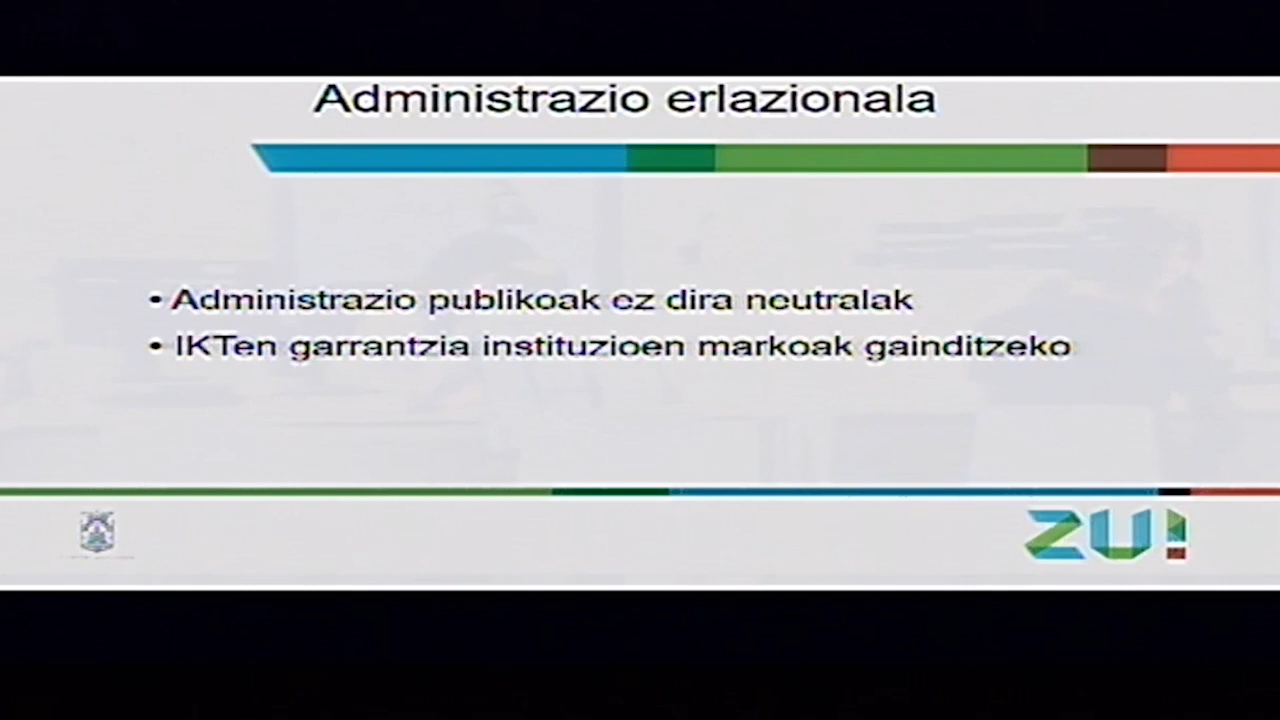 Administrazio erlazionala
• Administrazio publikoak ez dira neutralak
• IKTen garrantzia instituzioen markoak gainditzeko
ZU!